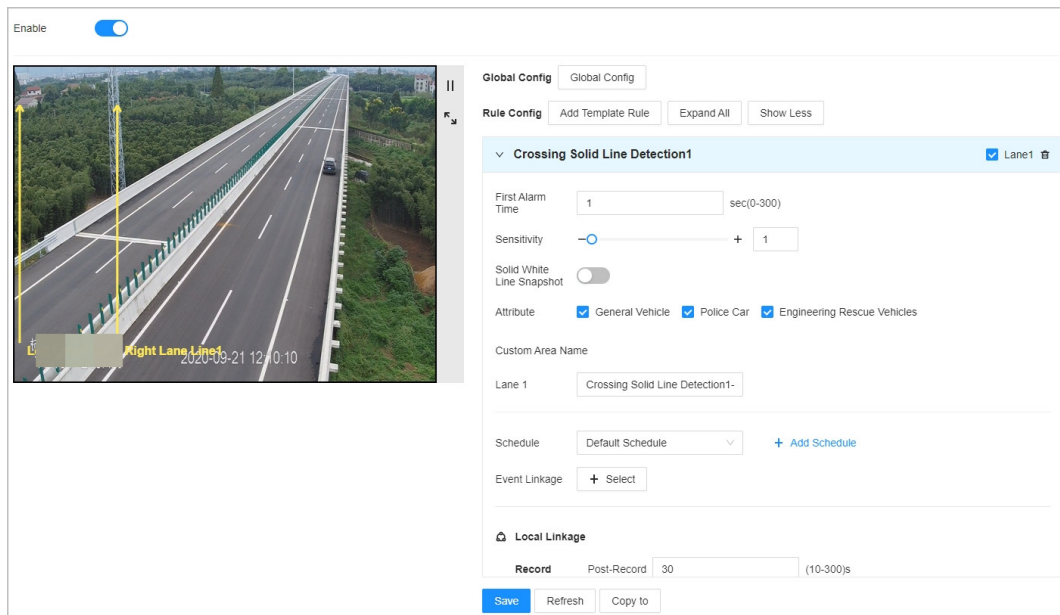 Enable
Global Config Global Config
Rule Config Add Template Rule Expand All Show Less
Crossing Solid Line Detection1 Lane1
First Alarm
Time
1 sec(0-300)
Sensitivity − + 1
Solid White
Line Snapshot
Attribute General Vehicle Police Car Engineering Rescue Vehicles
Custom Area Name
Lane 1 Crossing Solid Line Detection1-
Schedule Default Schedule + Add Schedule
Event Linkage + Select
Local Linkage
Record Post-Record 30 (10-300)s
Save Refresh Copy to
Right Lane Line1
2020-09-21 12:10:10